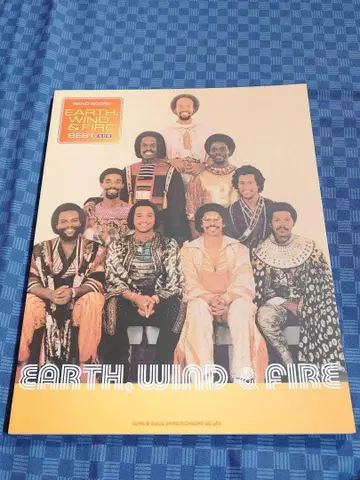 BAND SCORE
EARTH,
WIND
& FIRE
BEST
EARTH, WIND & FIRE